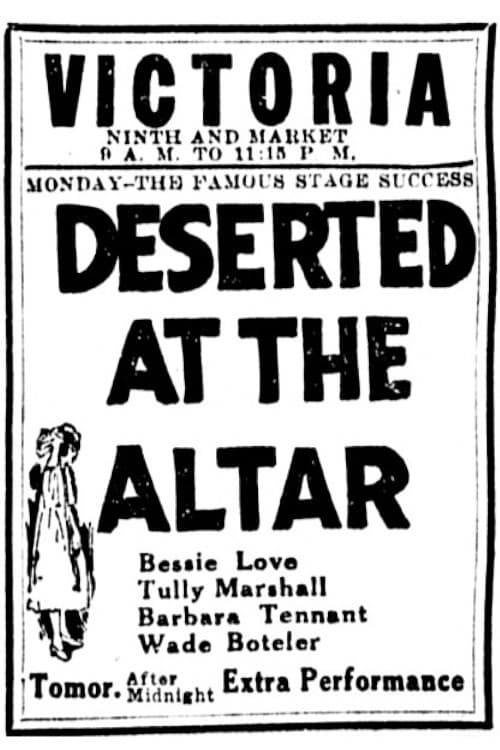 VICTORIA
NINTH AND MARKET
9 A. M. TO 11:15 P. M.
MONDAY-THE FAMOUS STAGE SUCCESS
DESERTED
AT THE
ALTAR
Bessie Love
Tully Marshall
Barbara Tennant
Wade Boteler
Tomor. After Midnight Extra Performance